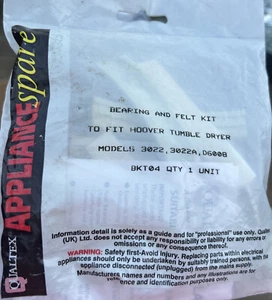 QUALTEX APPLIANCE spare
BEARING AND FELT KIT
TO FIT HOOVER TUMBLE DRYER
MODELS 3022,3022A,D6008
BKT04 QTY 1 UNIT
Information detail is solely as a guide and for "professional" use only, Qualtex
(UK) Ltd. does not accept any responsibility or liability for any errors or
omissions or any consequence thereof.
WARNING: Safety first-Avoid Injury. Replacing parts within electrical
appliances should only be undertaken by suitably trained persons, with the
appliance disconnected (unplugged) from the mains supply.
Manufacturers names and numbers and any illustrations are for
ence and identification purposes only.